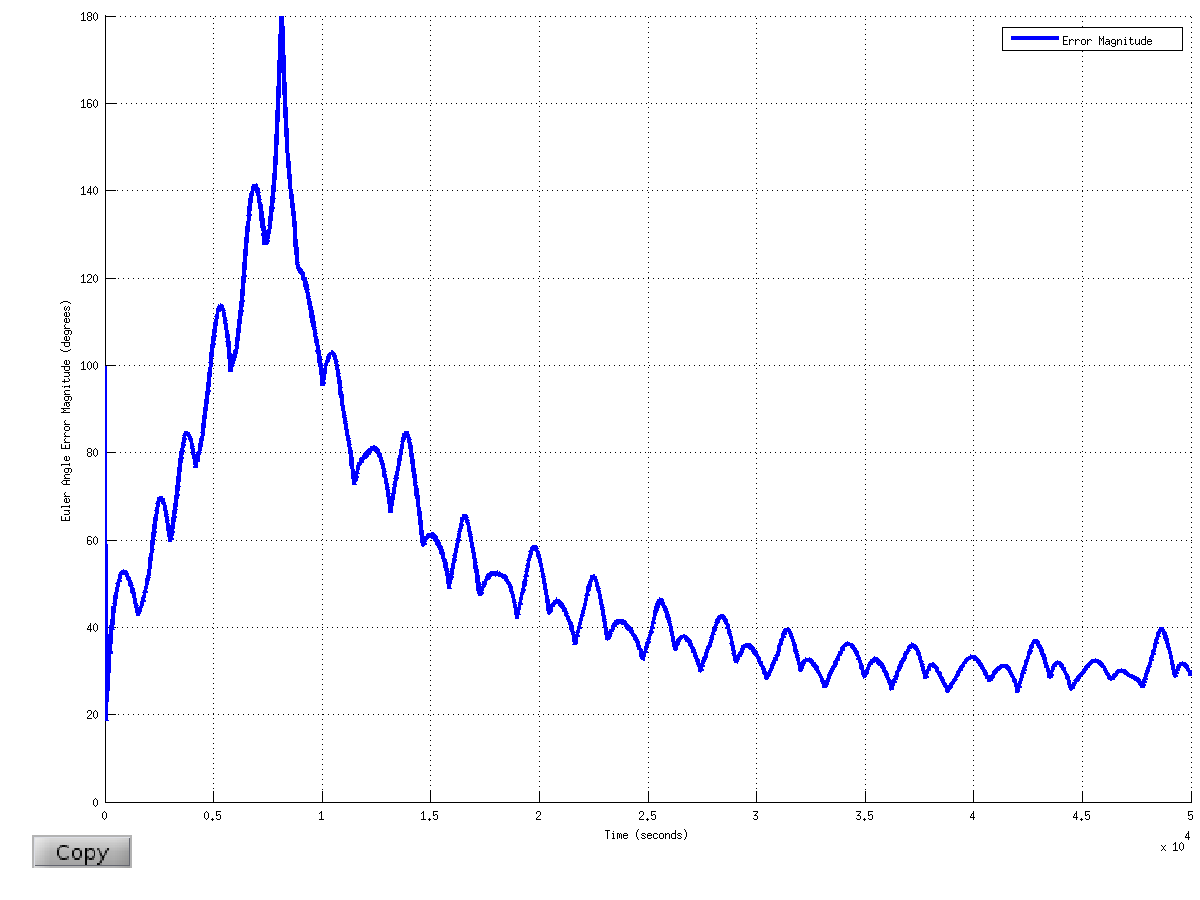 180
Error Magnitude
160
140
120
100
80
60
40
20
0
Euler Angle Error Magnitude (degrees)
0 0.5 1 1.5 2 2.5 3 3.5 4 4.5 5
Time (seconds)
x 10 4
Copy